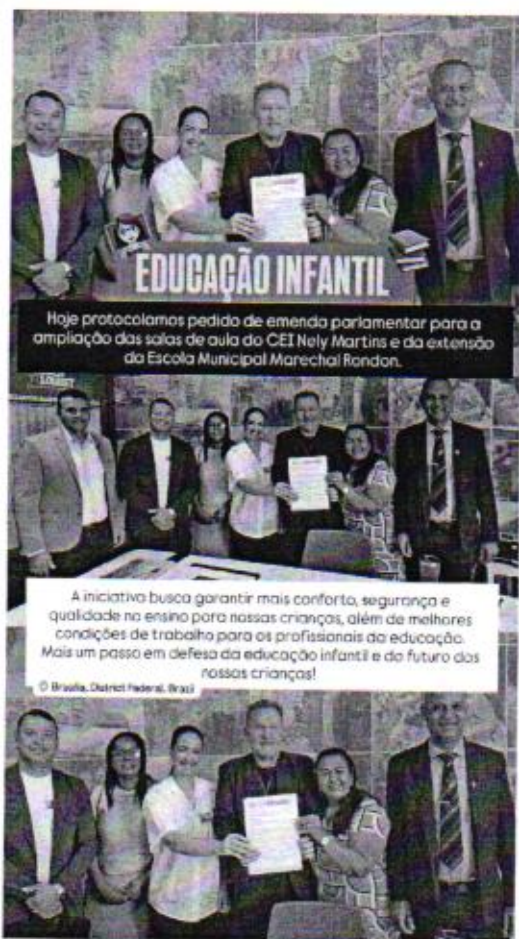 EDUCAÇÃO INFANTIL
Hoje protocolamos pedido de emenda parlamentar para a
ampliação das salas de aula do CEI Nely Martins e da extensão
da Escola Municipal Marechal Rondon.
A iniciativa busca garantir mais conforto, segurança e
qualidade no ensino para nossas crianças, além de melhores
condições de trabalho para os profissionais da educação.
Mais um passo em defesa da educação infantil e do futuro das
nossas crianças!
Brasília, District Federal, Brazil